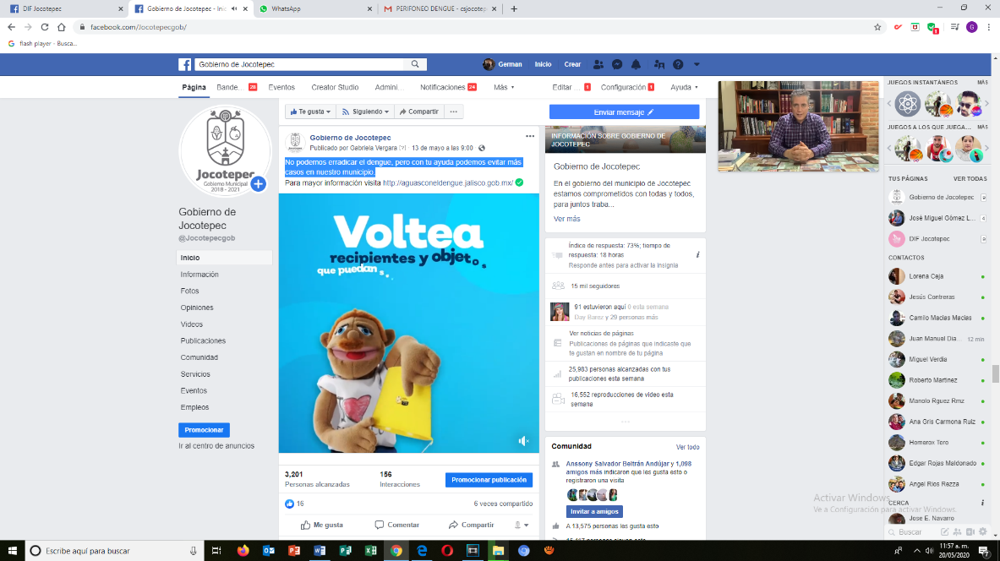 DIF Jocotepec
Gobierno de Jocotepec - Inic
WhatsApp
PERIFONEO DENGUE - csjocotep
facebook.com/Jocotepecgob/
flash player - Busca...
Gobierno de Jocotepec
German
Inicio
Crear
Página
Bande...
26
Eventos
Creator Studio
Admini...
Notificaciones
24
Más
Editar ...
1
Configuración
1
Ayuda
Jocotepec
Gobierno Municipal
2018 - 2021
Gobierno de
Jocotepec
@Jocotepecgob
Inicio
Información
Fotos
Opiniones
Videos
Publicaciones
Comunidad
Servicios
Eventos
Empleos
Promocionar
Ir al centro de anuncios
Te gusta
Siguiendo
Compartir
Gobierno de Jocotepec
Publicado por Gabriela Vergara [?] · 13 de mayo a las 9:00
No podemos erradicar el dengue, pero con tu ayuda podemos evitar más
casos en nuestro municipio.
Para mayor información visita http://aguasconeldengue.jalisco.gob.mx/
Voltea
recipientes y objeto.
que puedan s...
3,201
Personas alcanzadas
156
Interacciones
Promocionar publicación
16
6 veces compartido
Me gusta
Comentar
Compartir
Enviar mensaje
INFORMACIÓN SOBRE GOBIERNO DE
JOCOTEPEC
Gobierno de Jocotepec
En el gobierno del municipio de Jocotepec
estamos comprometidos con todas y todos,
para juntos traba...
Ver más
Índice de respuesta: 73%; tiempo de
respuesta: 18 horas
Responde antes para activar la insignia
15 mil seguidores
91 estuvieron aquí 0 esta semana
Day Barez y 29 personas más
Ver noticias de páginas
Publicaciones de páginas que indicaste que
te gustan en nombre de tu página
25,983 personas alcanzadas con tus
publicaciones esta semana
16,552 reproducciones de video esta
semana
Comunidad
Ver todo
Anssony Salvador Beltrán Andújar y 1,098
amigos más indicaron que les gusta esto o
registraron una visita
Invitar a amigos
A 13,575 persones les gusta esto
JUEGOS INSTANTÁNEOS
MÁS
JUEGOS A LOS QUE JUEGA...
MÁS
TUS PÁGINAS
VER TODAS
Gobierno de Jocotepec
9
José Miguel Gómez L...
4
DIF Jocotepec
9
CONTACTOS
Lorena Ceja
Jesús Contreras
Camilo Macías Macías
Juan Manuel Dia...
12 min
Miguel Verdia
Roberto Martinez
Manolo Rguez Rmz
Ana Gris Carmona Ruiz
Homerox Toro
Edgar Rojas Maldonado
Angel Rios Rezza
CERCA
Jose E. Navarro
Buscar
Activar Windows
Ve a Configuración para activar Windows.
Escribe aquí para buscar
11:57 a. m.
20/05/2020
7